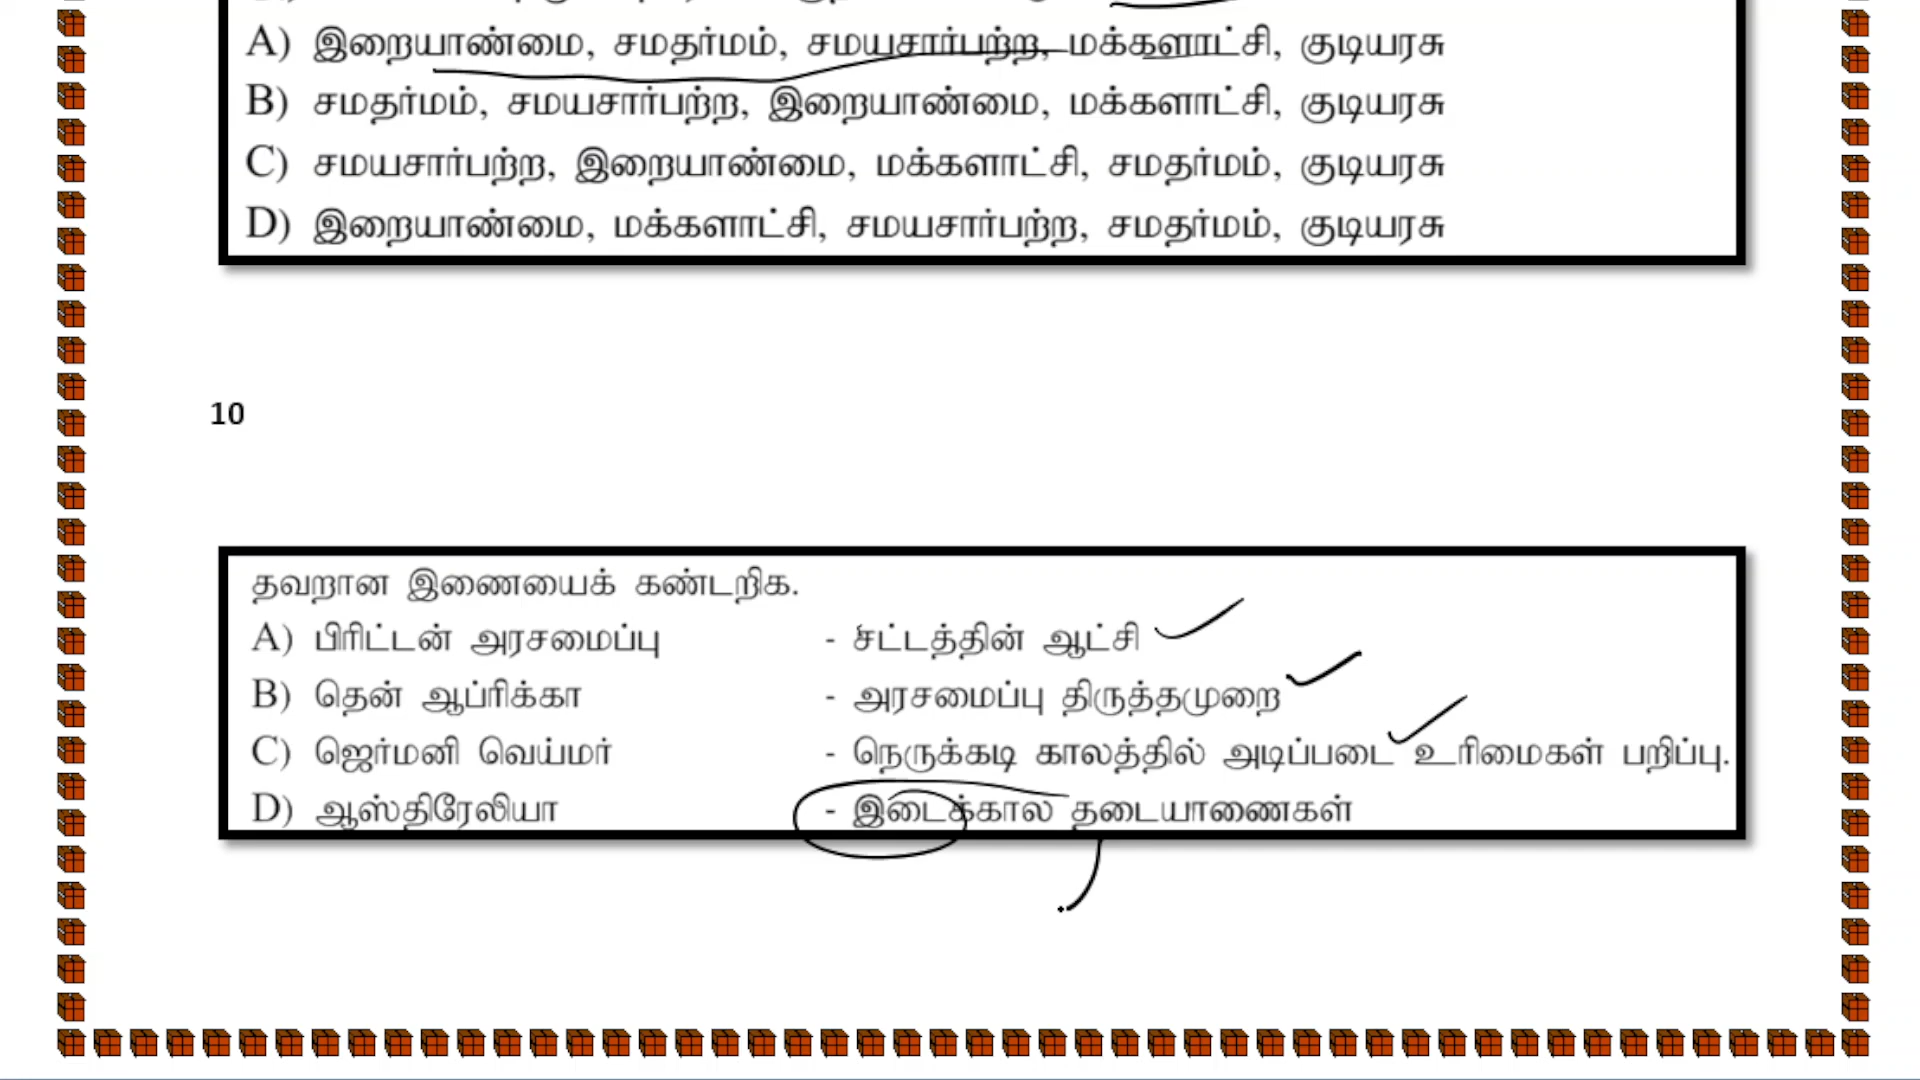 A) இறையாண்மை, சமதர்மம், சமயசார்பற்ற, மக்களாட்சி, குடியரசு
B) சமதர்மம், சமயசார்பற்ற, இறையாண்மை, மக்களாட்சி, குடியரசு
C) சமயசார்பற்ற, இறையாண்மை, மக்களாட்சி, சமதர்மம், குடியரசு
D) இறையாண்மை, மக்களாட்சி, சமயசார்பற்ற, சமதர்மம், குடியரசு
10
தவறான இணையைக் கண்டறிக.
A) பிரிட்டன் அரசமைப்பு - சட்டத்தின் ஆட்சி
B) தென் ஆப்ரிக்கா - அரசமைப்பு திருத்தமுறை
C) ஜெர்மனி வெய்மர் - நெருக்கடி காலத்தில் அடிப்படை உரிமைகள் பறிப்பு.
D) ஆஸ்திரேலியா - இடைக்கால தடையாணைகள்